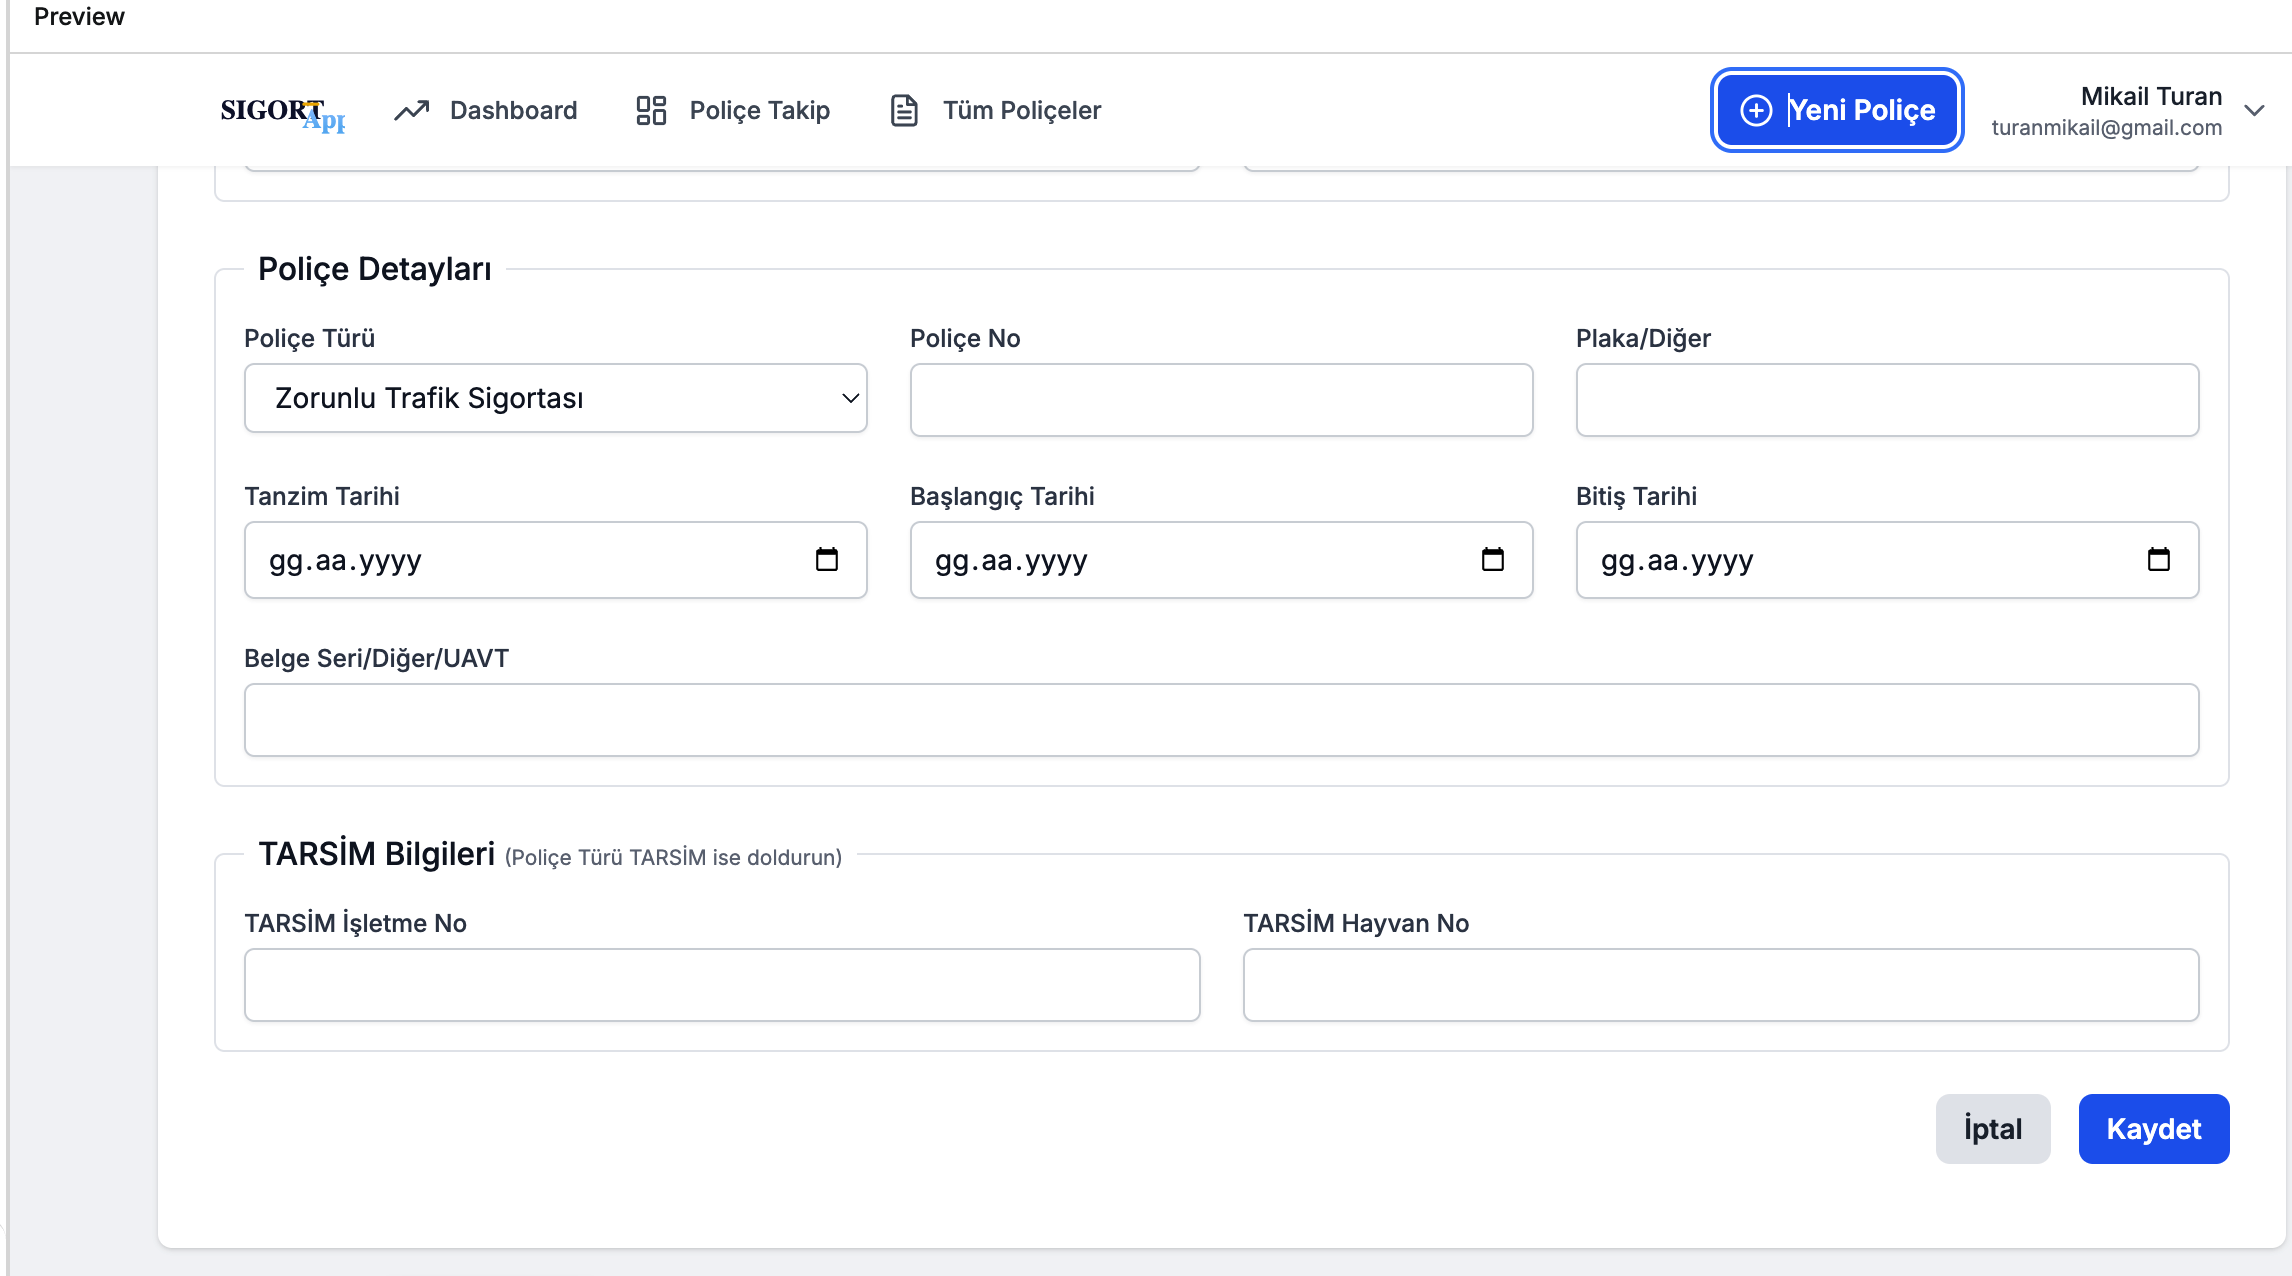 Preview
SIGORT
App
Dashboard
Poliçe Takip
Tüm Poliçeler
Yeni Poliçe
Mikail Turan
turanmikail@gmail.com
Poliçe Detayları
Poliçe Türü
Poliçe No
Plaka/Diğer
Zorunlu Trafik Sigortası
Tanzim Tarihi
Başlangıç Tarihi
Bitiş Tarihi
gg.aa.yyyy
gg.aa.yyyy
gg.aa.yyyy
Belge Seri/Diğer/UAVT
TARSİM Bilgileri (Poliçe Türü TARSİM ise doldurun)
TARSİM İşletme No
TARSİM Hayvan No
İptal
Kaydet